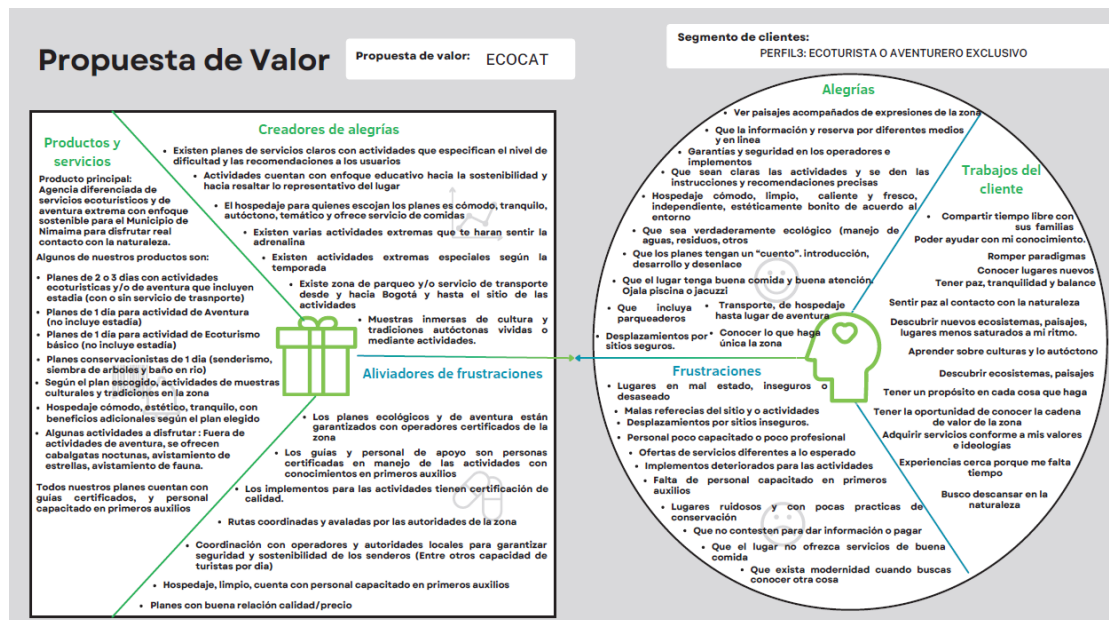 Propuesta de Valor
Propuesta de valor: ECOCAT
Segmento de clientes:
PERFIL3: ECOTURISTA O AVENTURERO EXCLUSIVO
Productos y
servicios
Producto principal:
Agencia diferenciada de
servicios ecoturísticos y de
aventura extrema con enfoque
sostenible para el Municipio de
Nimaima para disfrutar real
contacto con la naturaleza.
Algunos de nuestros productos son:
• Planes de 2 o 3 dias con actividades
ecoturisticas y/o de aventura que incluyen
estadia (con o sin servicio de trasnporte)
• Planes de 1 día para actividad de Aventura
(no incluye estadía)
• Planes de 1 día para actividad de Ecoturismo
básico (no incluye estadía)
• Planes conservacionistas de 1 dia (senderismo,
siembra de arboles y baño en rio)
• Según el plan escogido, actividades de muestras
culturales y tradiciones en la zona
• Hospedaje cómodo, estético, tranquilo, con
beneficios adicionales según el plan elegido
• Algunas actividades a disfrutar : Fuera de
actividades de aventura, se ofrecen
cabalgatas noctunas, avistamiento de
estrellas, avistamiento de fauna.
Todos nuestros planes cuentan con
guías certificados, y personal
capacitado en primeros auxilios
Creadores de alegrías
• Existen planes de servicios claros con actividades que especifican el nivel de
dificultad y las recomendaciones a los usuarios
• Actividades cuentan con enfoque educativo hacia la sostenibilidad y
hacia resaltar lo representativo del lugar
• El hospedaje para quienes escojan los planes es cómodo, tranquilo,
autóctono, temático y ofrece servicio de comidas
• Existen varias actividades extremas que te haran sentir la
adrenalina
• Existen actividades extremas especiales según la
temporada
• Existe zona de parqueo y/o servicio de transporte
desde y hacia Bogotá y hasta el sitio de las
actividades
• Muestras inmersas de cultura y
tradiciones autóctonas vividas o
mediante actividades.
Aliviadores de frustraciones
• Los planes ecológicos y de aventura están
garantizados con operadores certificados de la
zona
• Los guías y personal de apoyo son personas
certificadas en manejo de las actividades con
conocimientos en primeros auxilios
• Los implementos para las actividades tienen certificación de
calidad.
• Rutas coordinadas y avaladas por las autoridades de la zona
• Coordinación con operadores y autoridades locales para garantizar
seguridad y sostenibilidad de los senderos (Entre otros capacidad de
turistas por dia)
• Hospedaje, limpio, cuenta con personal capacitado en primeros auxilios
• Planes con buena relación calidad/precio
Alegrías
• Ver paisajes acompañados de expresiones de la zona
• Que la información y reserva por diferentes medios
y en linea
• Garantías y seguridad en los operadores e
implementos
• Que sean claras las actividades y se den las
instrucciones y recomendaciones precisas
• Hospedaje cómodo, limpio, caliente y fresco,
independiente, estéticamente bonito de acuerdo al
entorno
• Que sea verdaderamente ecológico (manejo de
aguas, residuos, otros
• Que los planes tengan un "cuento". introducción,
desarrollo y desenlace
• Que el lugar tenga buena comida y buena atención.
Ojala piscina o jacuzzi
• Que incluya
parqueaderos
• Desplazamientos por
sitios seguros.
• Transporte, de hospedaje
hasta lugar de aventura
• Conocer lo que haga
única la zona
Frustraciones
• Lugares en mal estado, inseguros o
desaseado
• Malas referencias del sitio y o actividades
• Desplazamientos por sitios inseguros.
• Personal poco capacitado o poco profesional
• Ofertas de servicios diferentes a lo esperado
• Implementos deteriorados para las actividades
• Falta de personal capacitado en primeros
auxilios
• Lugares ruidosos y con pocas practicas de
conservación
• Que no contesten para dar información o pagar
• Que el lugar no ofrezca servicios de buena
comida
• Que exista modernidad cuando buscas
conocer otra cosa
Trabajos del
cliente
• Compartir tiempo libre con
sus familias
Poder ayudar con mi conocimiento.
Romper paradigmas
Conocer lugares nuevos
Tener paz, tranquilidad y balance
Sentir paz al contacto con la naturaleza
Descubrir nuevos ecosistemas, paisajes,
lugares menos saturados a mi ritmo.
Aprender sobre culturas y lo autóctono
Descubrir ecosistemas, paisajes
Tener un propósito en cada cosa que haga
Tener la oportunidad de conocer la cadena
de valor de la zona
Adquirir servicios conforme a mis valores
e ideologías
Experiencias cerca porque me falta
tiempo
Busco descansar en la
naturaleza